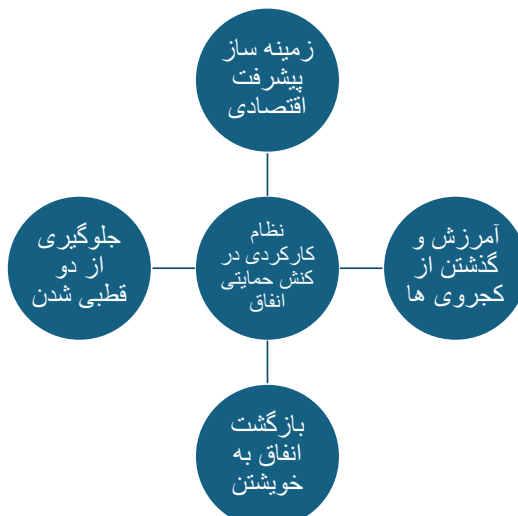 زمینه ساز
پیشرفت
اقتصادی
آمرزش و
گذشتن از
کجروی ها
نظام
کارکردی در
کنش حمایتی
انفاق
جلوگیری
از دو
قطبی شدن
بازگشت
انفاق به
خویشتن